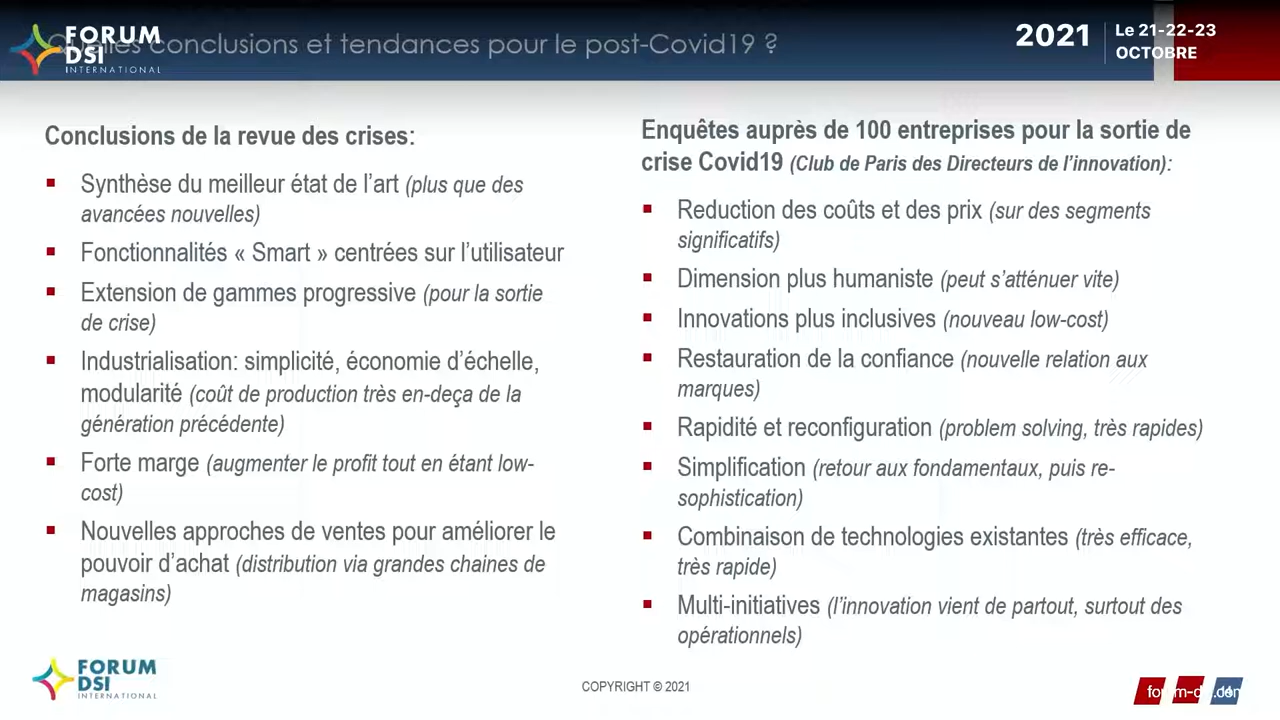 FORUM
DSI
INTERNATIONAL
conclusions et tendances pour le post-Covid19 ?
2021
Le 21-22-23
OCTOBRE
Conclusions de la revue des crises:
Synthèse du meilleur état de l’art (plus que des
avancées nouvelles)
Fonctionnalités « Smart » centrées sur l’utilisateur
Extension de gammes progressive (pour la sortie
de crise)
Industrialisation: simplicité, économie d’échelle,
modularité (coût de production très en-deça de la
génération précédente)
Forte marge (augmenter le profit tout en étant low-
cost)
Nouvelles approches de ventes pour améliorer le
pouvoir d’achat (distribution via grandes chaines de
magasins)
Enquêtes auprès de 100 entreprises pour la sortie de
crise Covid19 (Club de Paris des Directeurs de l’innovation):
Reduction des coûts et des prix (sur des segments
significatifs)
Dimension plus humaniste (peut s’atténuer vite)
Innovations plus inclusives (nouveau low-cost)
Restauration de la confiance (nouvelle relation aux
marques)
Rapidité et reconfiguration (problem solving, très rapides)
Simplification (retour aux fondamentaux, puis re-
sophistication)
Combinaison de technologies existantes (très efficace,
très rapide)
Multi-initiatives (l’innovation vient de partout, surtout des
opérationnels)
FORUM
DSI
INTERNATIONAL
COPYRIGHT © 2021
forum-dsi.com